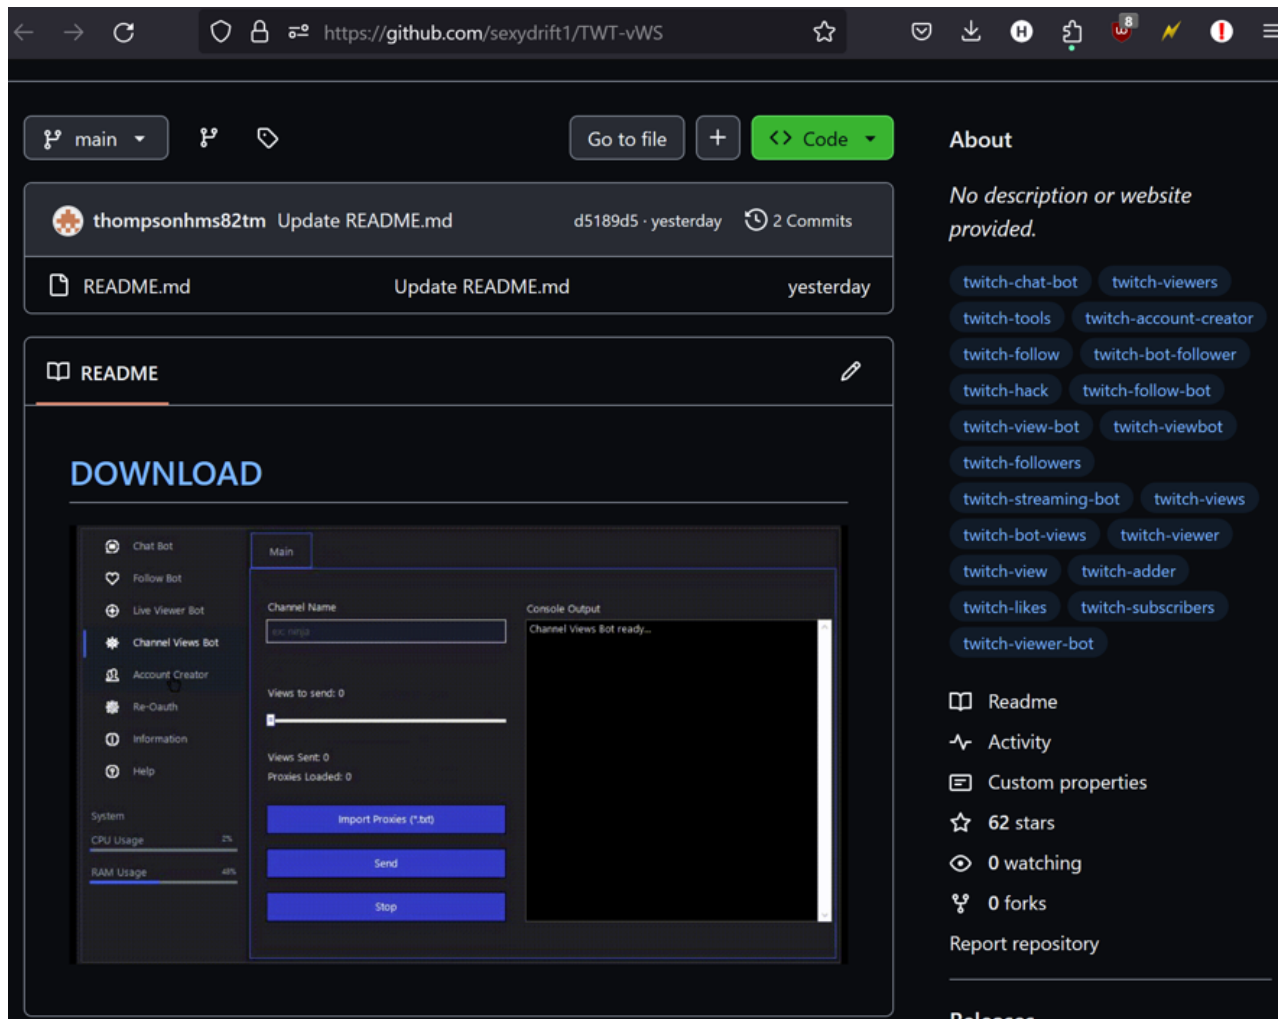 https://github.com/sexydrift1/TWT-vWS
8
main
Go to file
Code
thompsonhms82tm Update README.md d5189d5 · yesterday 2 Commits
README.md Update README.md yesterday
README
DOWNLOAD
Chat Bot
Follow Bot
Live Viewer Bot
Channel Views Bot
Account Creator
Re-Oauth
Information
Help
System
CPU Usage 2%
RAM Usage 48%
Main
Channel Name
exc ninja
Views to send: 0
Views Sent: 0
Proxies Loaded: 0
Import Proxies (*.txt)
Send
Stop
Console Output
Channel Views Bot ready...
About
No description or website
provided.
twitch-chat-bot twitch-viewers
twitch-tools twitch-account-creator
twitch-follow twitch-bot-follower
twitch-hack twitch-follow-bot
twitch-view-bot twitch-viewbot
twitch-followers
twitch-streaming-bot twitch-views
twitch-bot-views twitch-viewer
twitch-view twitch-adder
twitch-likes twitch-subscribers
twitch-viewer-bot
Readme
Activity
Custom properties
62 stars
0 watching
0 forks
Report repository
Releases